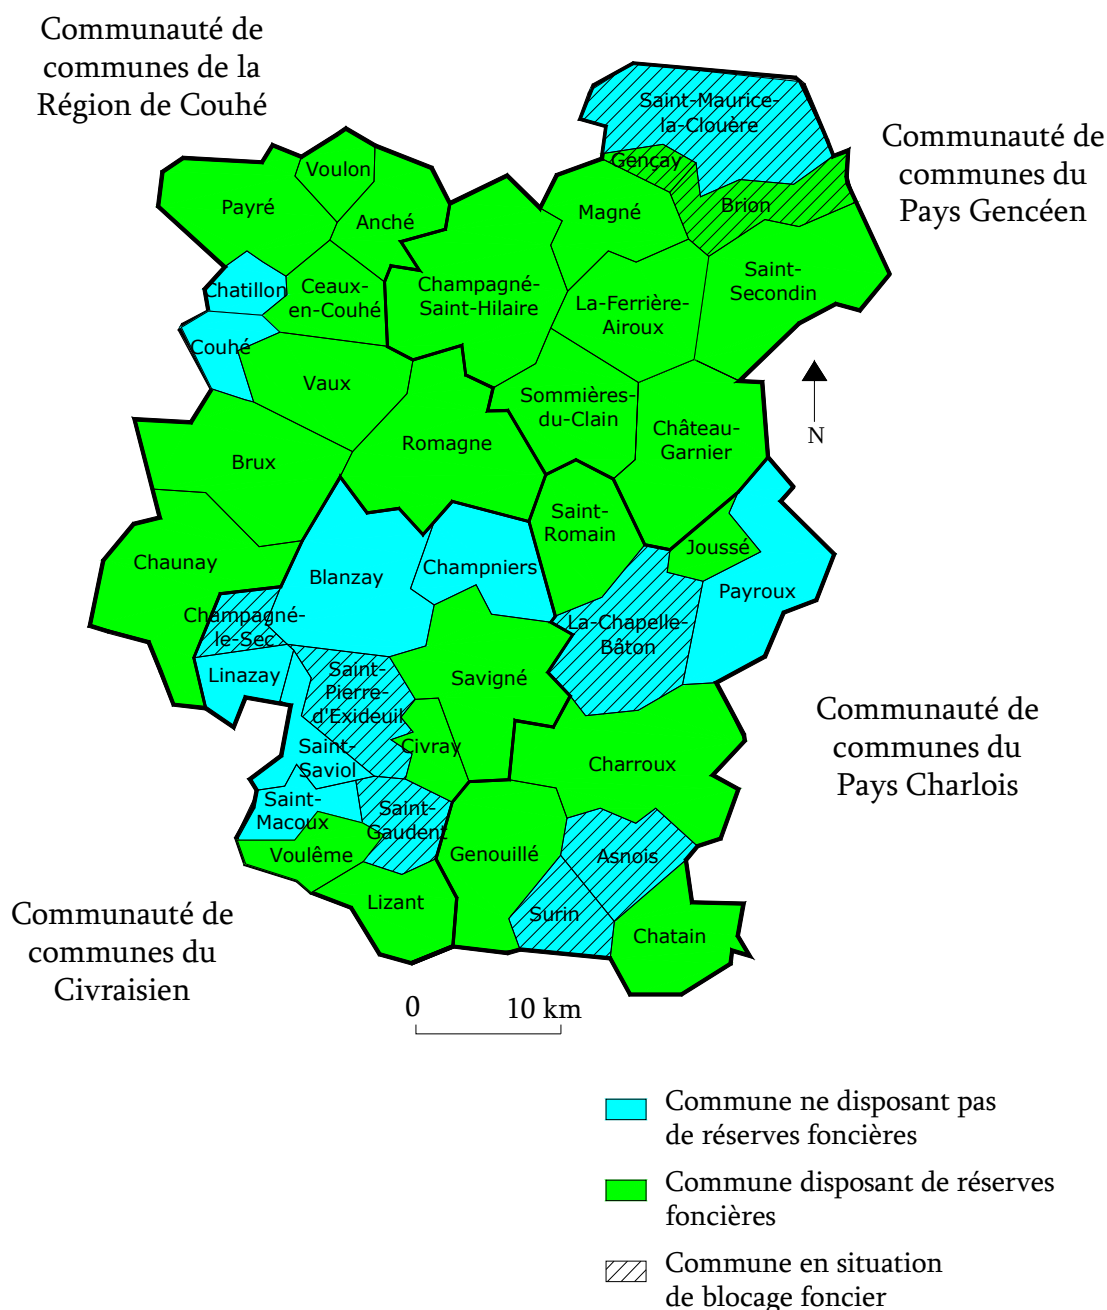 Communauté de
communes de la
Région de Couhé
Communauté de
communes du
Pays Gencéen
Saint-Maurice-
la-Clouère
Gençay
Brion
Voulon
Payré
Anché
Magné
Saint-
Secondin
Chatillon
Ceaux-
en-Couhé
Champagné-
Saint-Hilaire
La-Ferrière-
Airoux
Couhé
Vaux
Sommières-
du-Clain
Château-
Garnier
N
Romagne
Brux
Saint-
Romain
Joussé
Chaunay
Blanzay
Champniers
Payroux
Champagné-
le-Sec
La-Chapelle-
Bâton
Linazay
Saint-
Pierre-
d'Exideuil
Savigné
Communauté de
communes du
Pays Charlois
Saint-
Saviol
Civray
Charroux
Saint-
Macoux
Saint-
Gaudent
Voulême
Genouillé
Asnois
Lizant
Surin
Chatain
Communauté de
communes du
Civraisien
0 10 km
Commune ne disposant pas
de réserves foncières
Commune disposant de réserves
foncières
Commune en situation
de blocage foncier